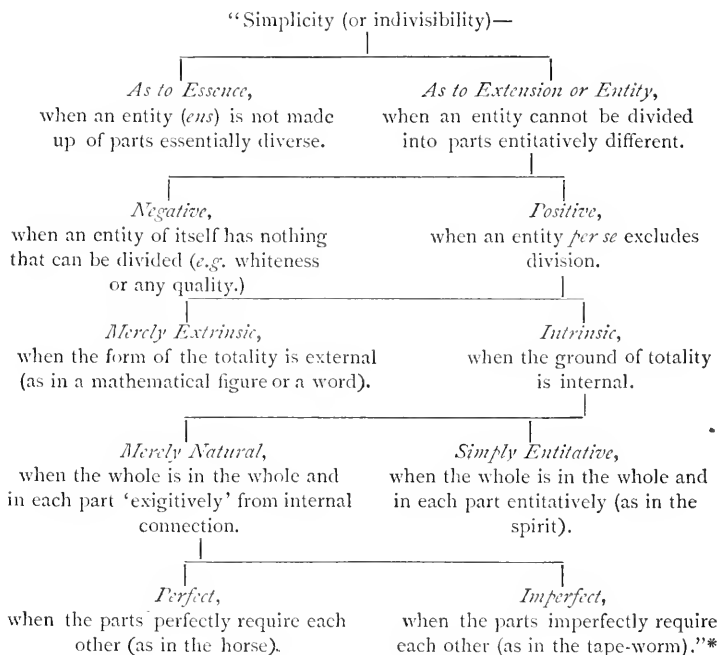 “Simplicity (or indivisibility)—
As to Essence,
when an entity (ens) is not made
up of parts essentially diverse.
As to Extension or Entity,
when an entity cannot be divided
into parts entitatively different.
Negative,
when an entity of itself has nothing
that can be divided (e.g. whiteness
or any quality.)
Positive,
when an entity per se excludes
division.
Merely Extrinsic,
when the form of the totality is external
(as in a mathematical figure or a word).
Intrinsic,
when the ground of totality
is internal.
Merely Natural,
when the whole is in the whole and
in each part ‘exigitively’ from internal
connection.
Simply Entitative,
when the whole is in the whole and
in each part entitatively (as in the
spirit).
Perfect,
when the parts perfectly require each
other (as in the horse).
Imperfect,
when the parts imperfectly require
each other (as in the tape-worm).”*